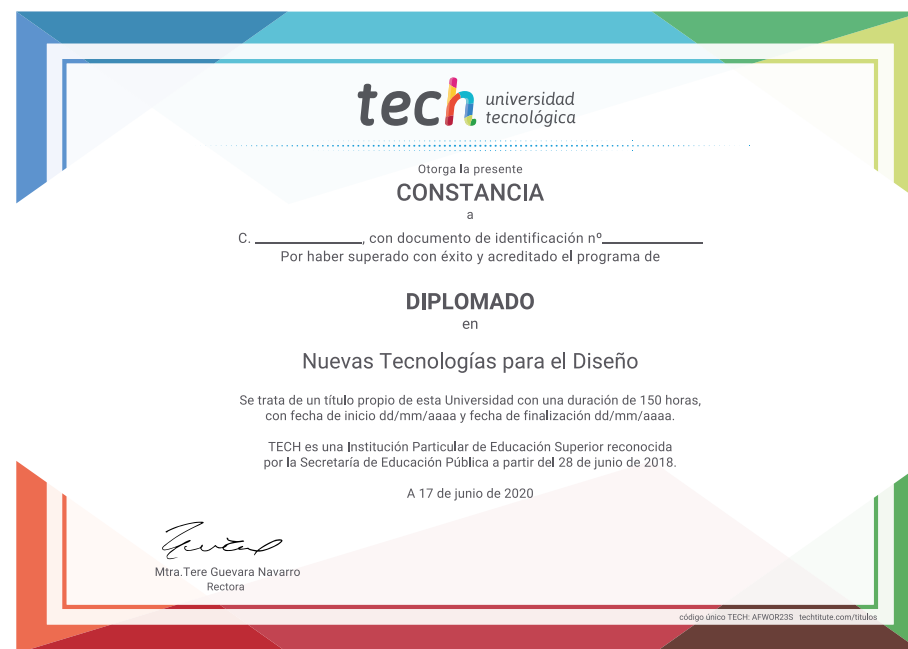 tech universidad
tecnológica
Otorga la presente
CONSTANCIA
a
C. ____________, con documento de identificación nº____________
Por haber superado con éxito y acreditado el programa de
DIPLOMADO
en
Nuevas Tecnologías para el Diseño
Se trata de un título propio de esta Universidad con una duración de 150 horas,
con fecha de inicio dd/mm/aaaa y fecha de finalización dd/mm/aaaa.
TECH es una Institución Particular de Educación Superior reconocida
por la Secretaría de Educación Pública a partir del 28 de junio de 2018.
A 17 de junio de 2020
Mtra.Tere Guevara Navarro
Rectora
código único TECH: AFWOR23S techtitute.com/titulos